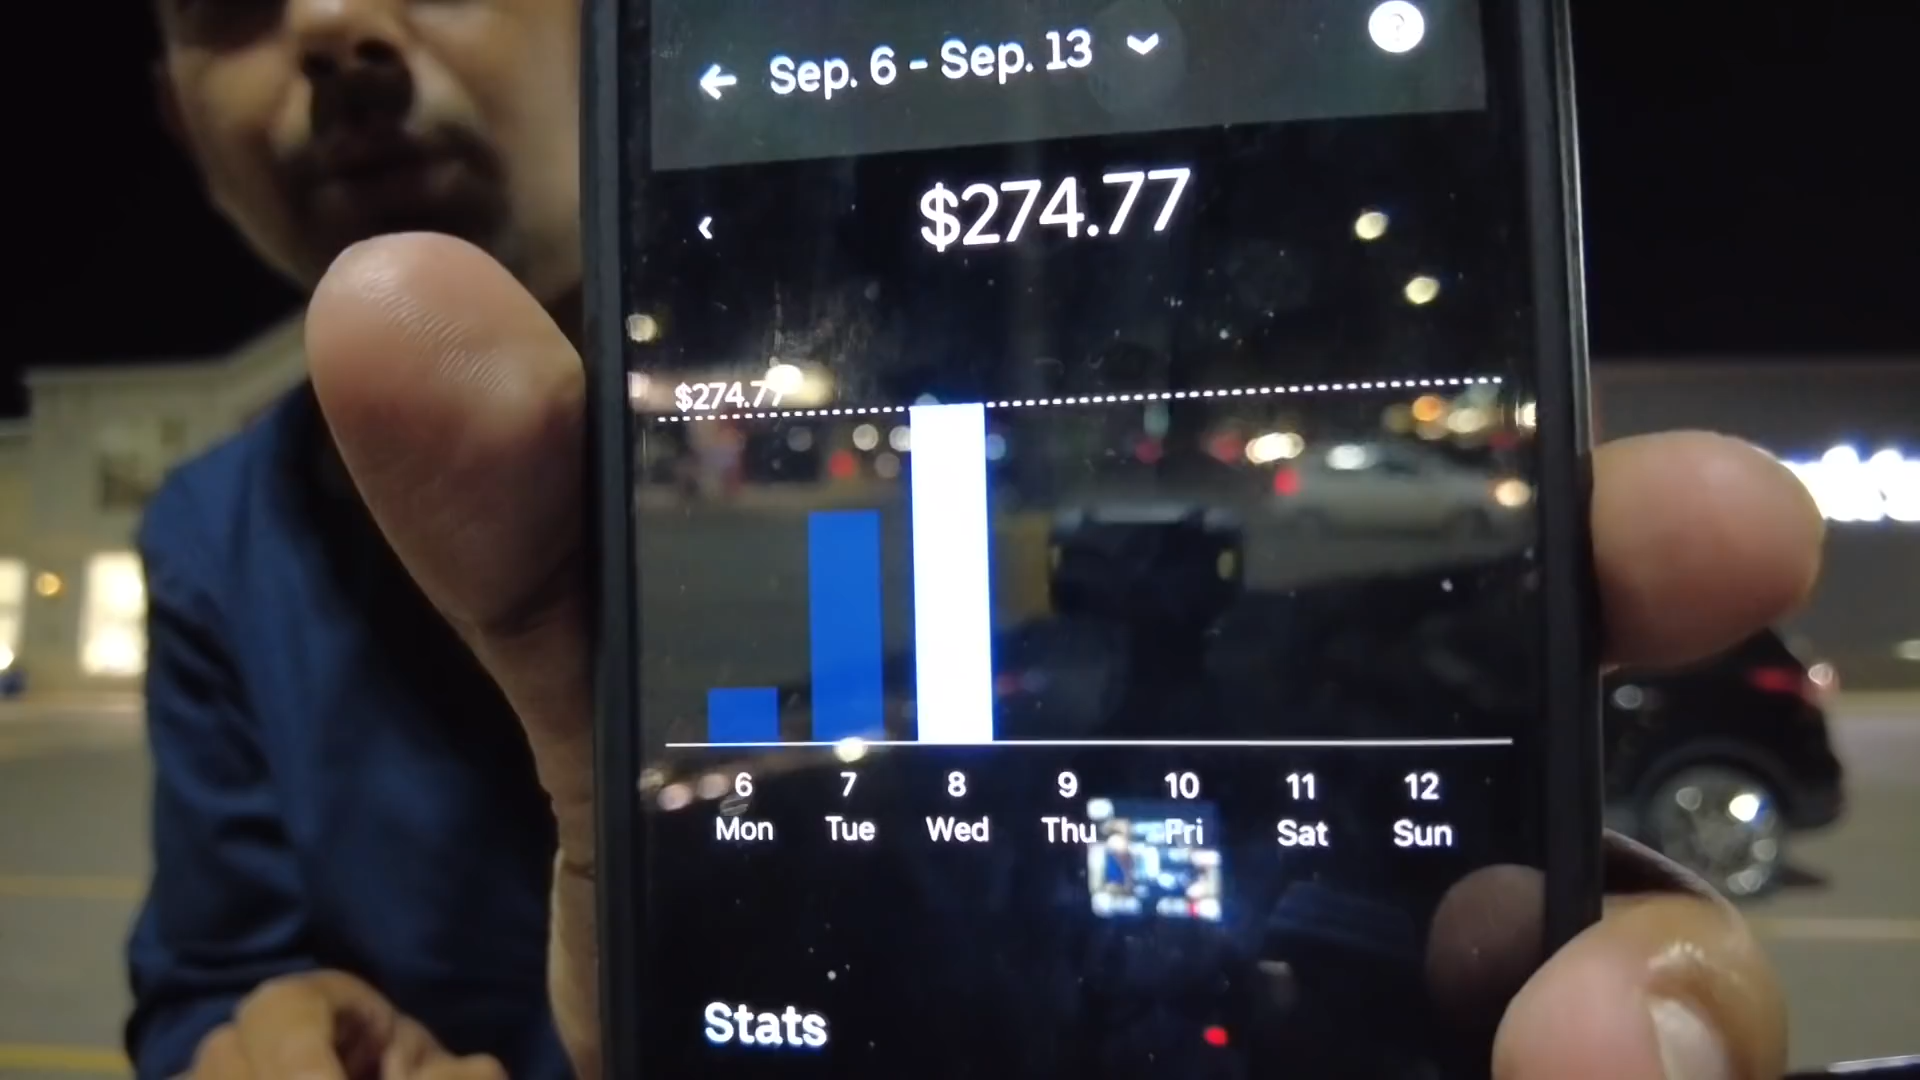 Sep. 6 - Sep. 13
$274.77
$274.77
6 7 8 9 10 11 12
Mon Tue Wed Thu Fri Sat Sun
Stats